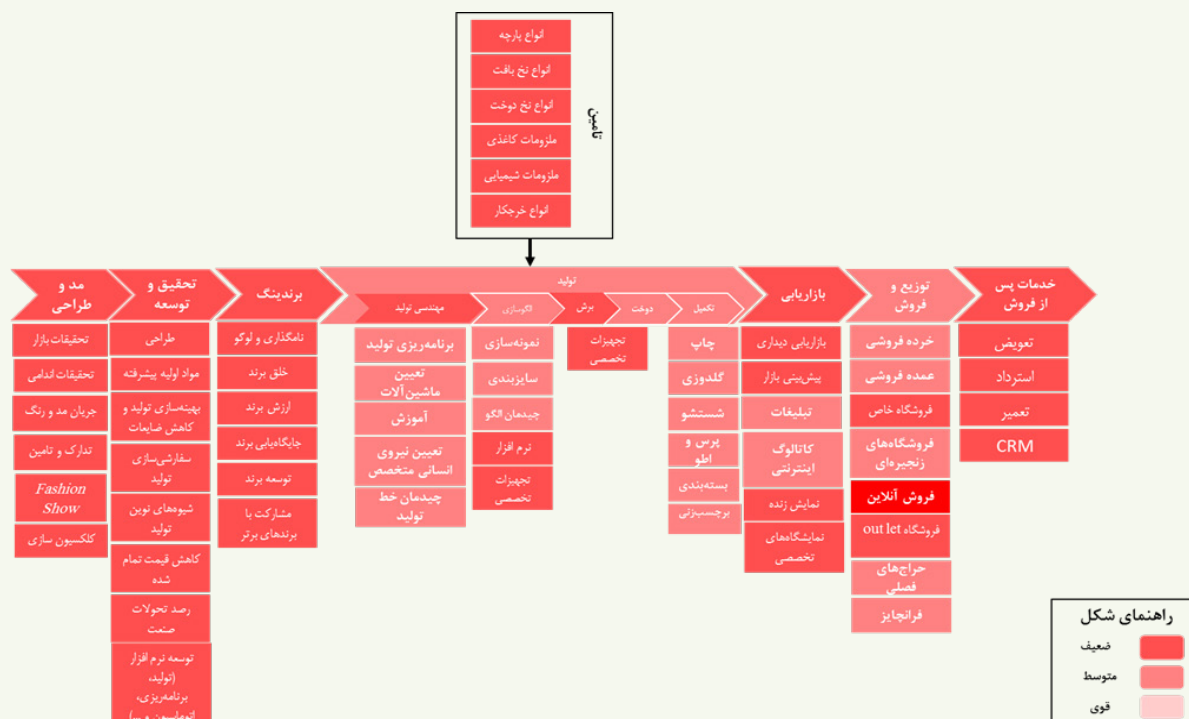 انواع پارچه
انواع نخ بافت
انواع نخ دوخت
ملزومات کاغذی
ملزومات شیمیایی
انواع خرجکار
تامین
مد و
طراحی
تحقیق و
توسعه
برندینگ
تولید
مهندسی تولید
الگوسازی
برش
دوخت
تکمیل
بازاریابی
توزیع و
فروش
خدمات پس
از فروش
تحقیقات بازار
تحقیقات اندامی
جریان مد و رنگ
تدارک و تامین
Fashion
Show
کلکسیون سازی
طراحی
مواد اولیه پیشرفته
بهینه‌سازی تولید و
کاهش ضایعات
سفارشی‌سازی
تولید
شیوه‌های نوین
تولید
کاهش قیمت تمام
شده
رصد تحولات
صنعت
توسعه نرم افزار
(تولید،
برنامه‌ریزی،
اتوماسیون و ...)
نامگذاری و لوگو
خلق برند
ارزش برند
جایگاه‌یابی برند
توسعه برند
مشارکت با
برندهای برتر
برنامه‌ریزی تولید
تعیین
ماشین‌آلات
آموزش
تعیین نیروی
انسانی متخصص
چیدمان خط
تولید
نمونه‌سازی
سایزبندی
چیدمان الگو
نرم افزار
تجهیزات
تخصصی
تجهیزات
تخصصی
چاپ
گلدوزی
شستشو
پرس و
اطو
بسته‌بندی
برچسب‌زنی
بازاریابی دیداری
پیش‌بینی بازار
تبلیغات
کاتالوگ
اینترنتی
نمایش زنده
نمایشگاه‌های
تخصصی
خرده فروشی
عمده فروشی
فروشگاه خاص
فروشگاه‌های
زنجیره‌ای
فروش آنلاین
فروشگاه out let
حراج‌های
فصلی
فرانچایز
تعویض
استرداد
تعمیر
CRM
راهنمای شکل
ضعیف
متوسط
قوی